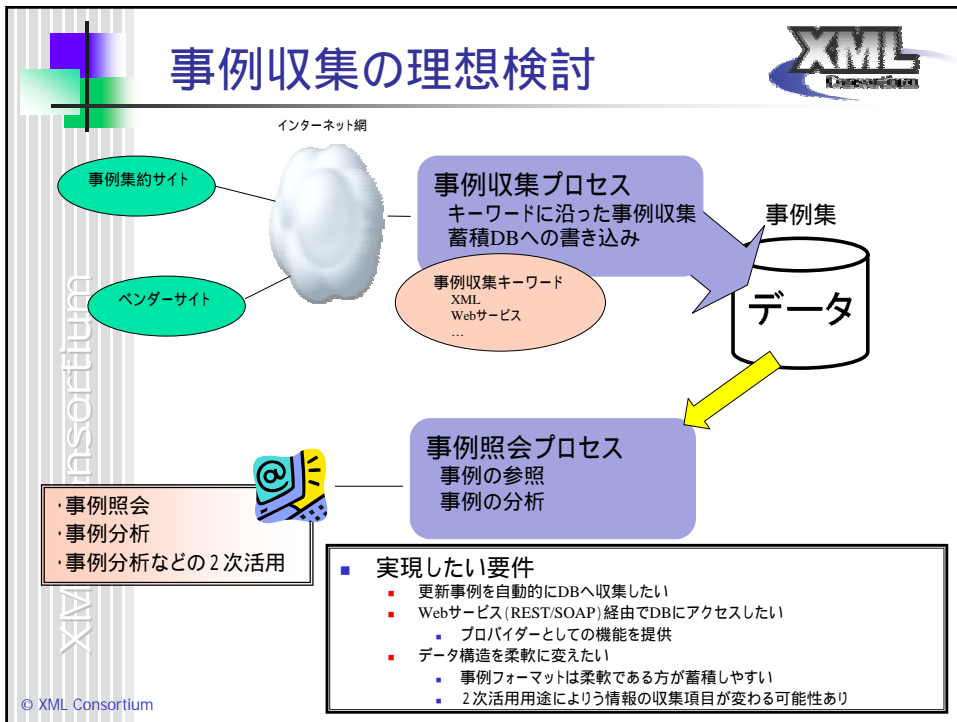 事例収集の理想検討
XML
Consortium
インターネット網
事例集約サイト
ベンダーサイト
事例収集プロセス
キーワードに沿った事例収集
蓄積DBへの書き込み
事例収集キーワード
XML
Webサービス
…
事例集
データ
事例照会プロセス
事例の参照
事例の分析
@
・事例照会
・事例分析
・事例分析などの2次活用
■ 実現したい要件
■ 更新事例を自動的にDBへ収集したい
■ Webサービス(REST/SOAP)経由でDBにアクセスしたい
■ プロバイダーとしての機能を提供
■ データ構造を柔軟に変えたい
■ 事例フォーマットは柔軟である方が蓄積しやすい
■ 2次活用用途によりう情報の収集項目が変わる可能性あり
XML Consortium
© XML Consortium